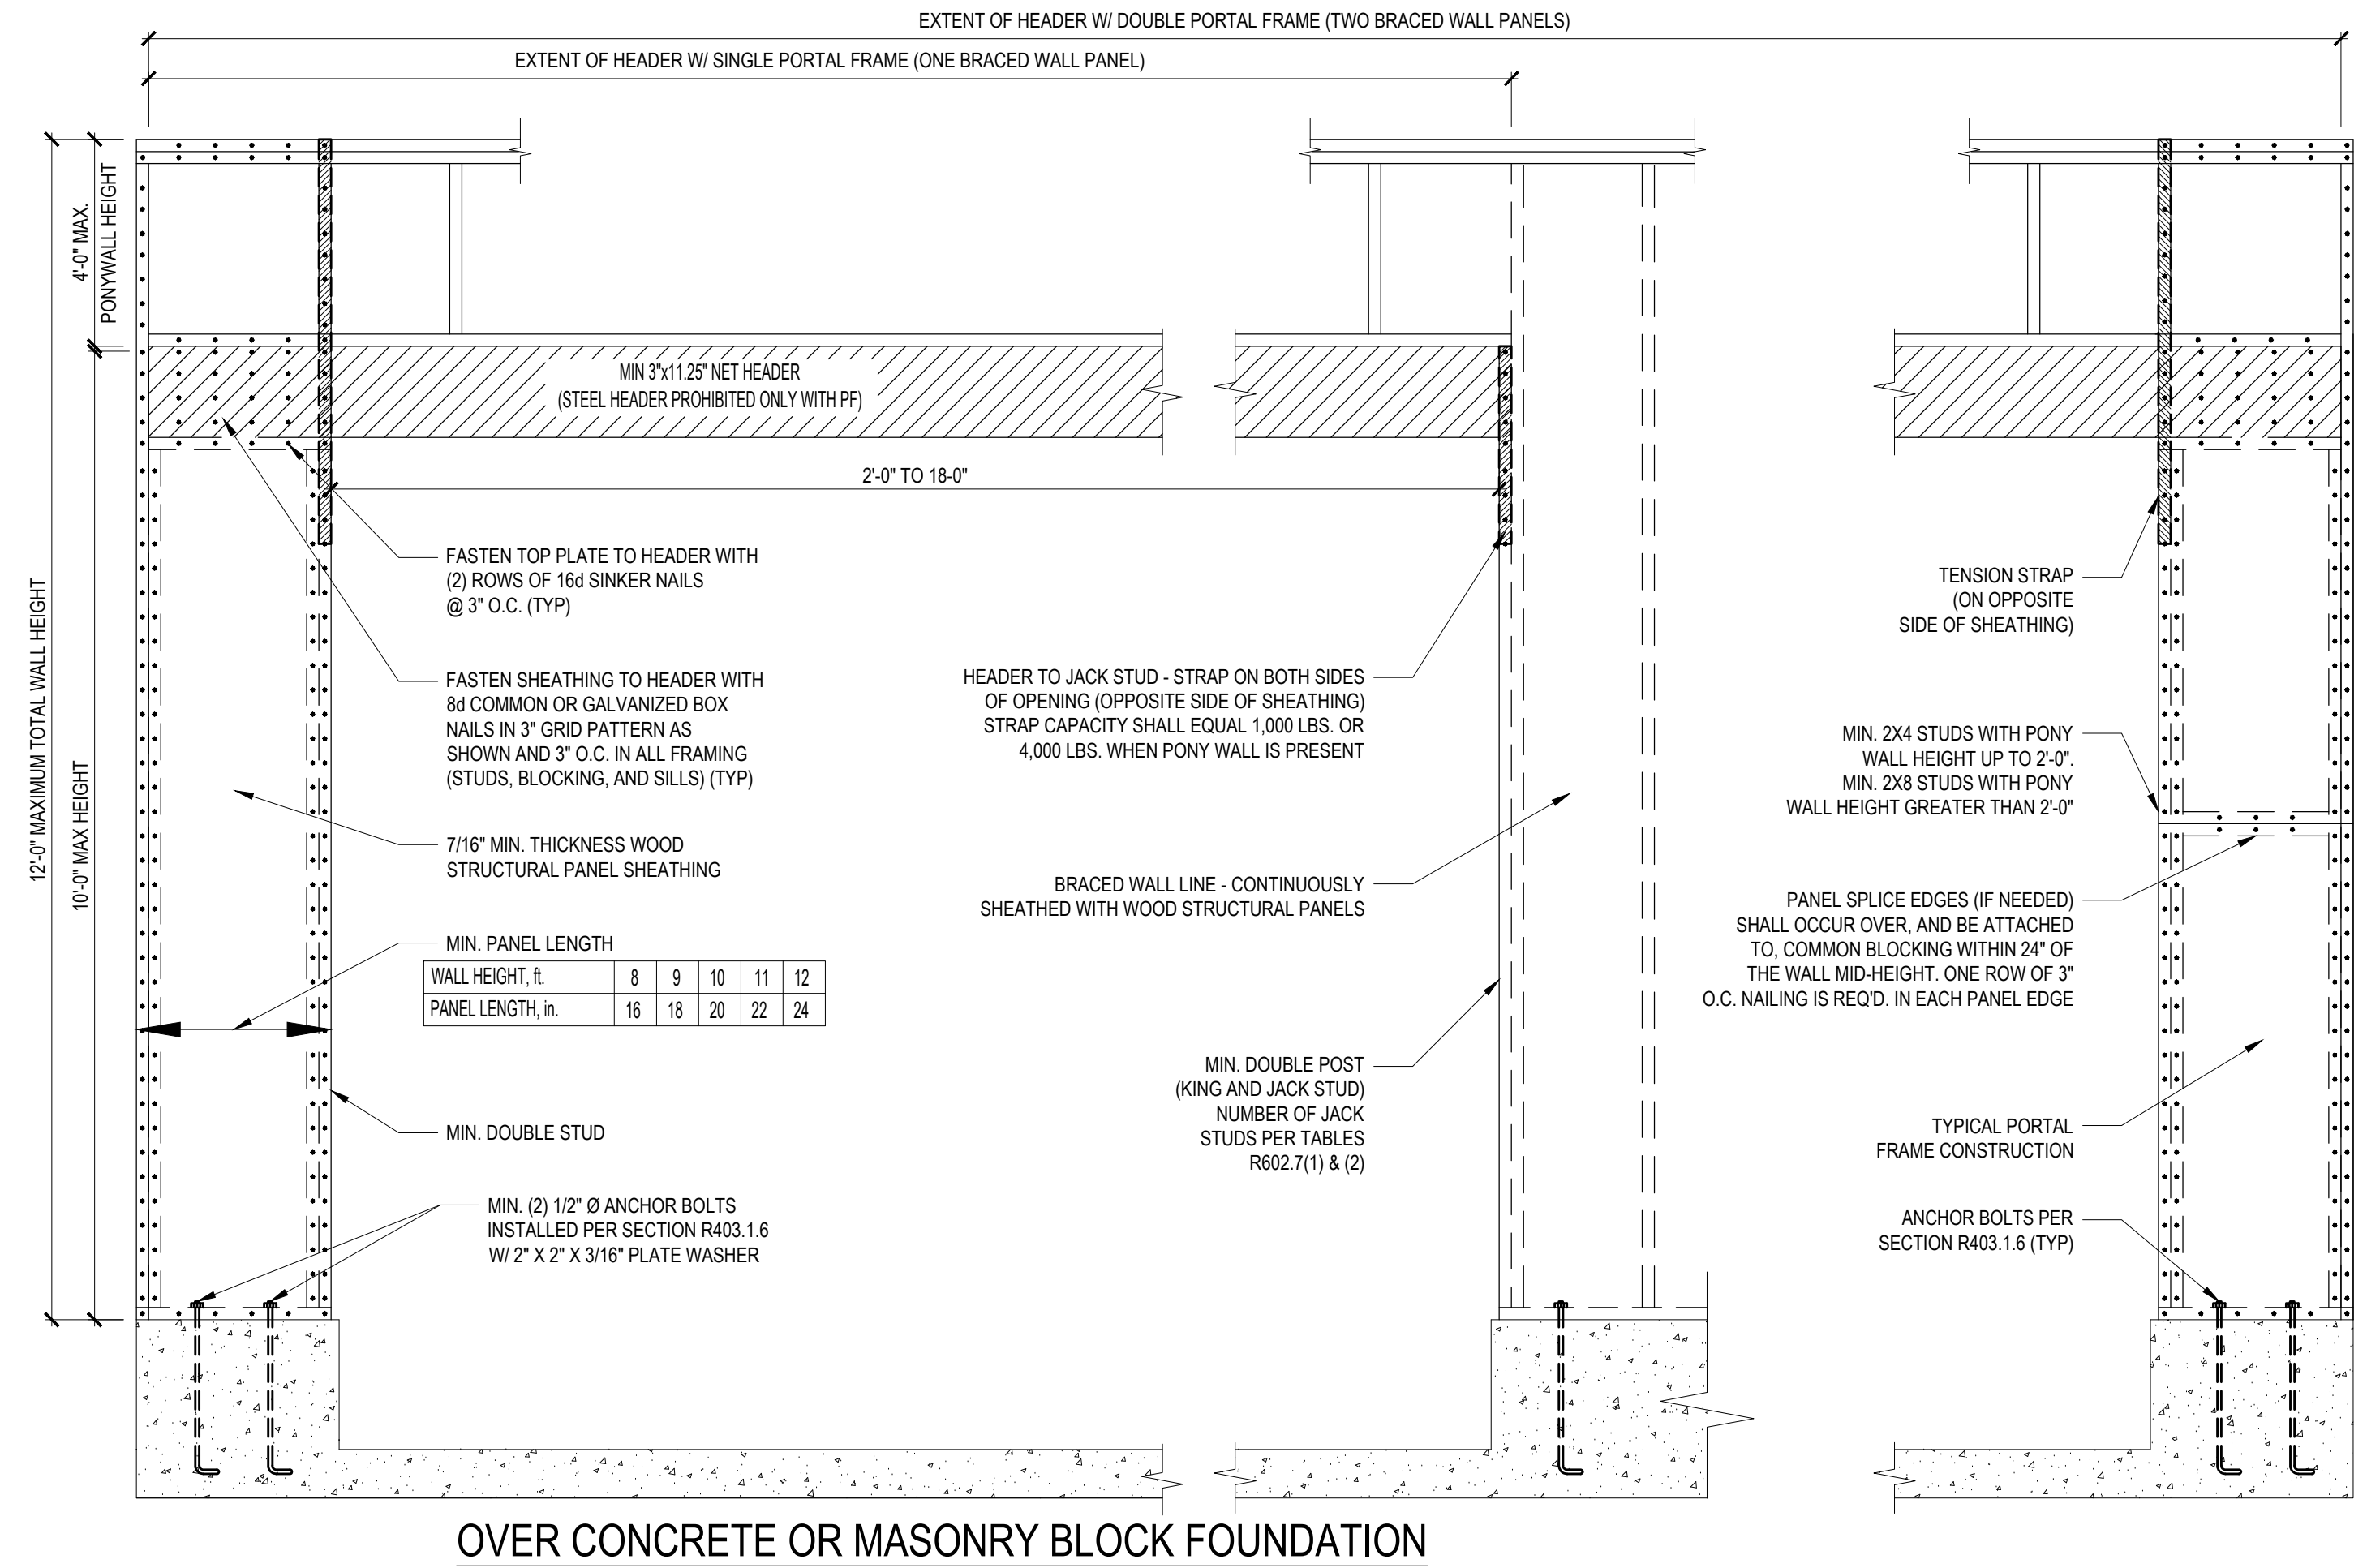 EXTENT OF HEADER W/ DOUBLE PORTAL FRAME (TWO BRACED WALL PANELS)
EXTENT OF HEADER W/ SINGLE PORTAL FRAME (ONE BRACED WALL PANEL)
4'-0" MAX.
PONYWALL HEIGHT
12'-0" MAXIMUM TOTAL WALL HEIGHT
10'-0" MAX HEIGHT
MIN 3"x11.25" NET HEADER
(STEEL HEADER PROHIBITED ONLY WITH PF)
2'-0" TO 18-0"
FASTEN TOP PLATE TO HEADER WITH
(2) ROWS OF 16d SINKER NAILS
@ 3" O.C. (TYP)
FASTEN SHEATHING TO HEADER WITH
8d COMMON OR GALVANIZED BOX
NAILS IN 3" GRID PATTERN AS
SHOWN AND 3" O.C. IN ALL FRAMING
(STUDS, BLOCKING, AND SILLS) (TYP)
7/16" MIN. THICKNESS WOOD
STRUCTURAL PANEL SHEATHING
MIN. PANEL LENGTH
WALL HEIGHT, ft. 8 9 10 11 12
PANEL LENGTH, in. 16 18 20 22 24
MIN. DOUBLE STUD
MIN. (2) 1/2" Ø ANCHOR BOLTS
INSTALLED PER SECTION R403.1.6
W/ 2" X 2" X 3/16" PLATE WASHER
HEADER TO JACK STUD - STRAP ON BOTH SIDES
OF OPENING (OPPOSITE SIDE OF SHEATHING)
STRAP CAPACITY SHALL EQUAL 1,000 LBS. OR
4,000 LBS. WHEN PONY WALL IS PRESENT
BRACED WALL LINE - CONTINUOUSLY
SHEATHED WITH WOOD STRUCTURAL PANELS
MIN. DOUBLE POST
(KING AND JACK STUD)
NUMBER OF JACK
STUDS PER TABLES
R602.7(1) & (2)
TENSION STRAP
(ON OPPOSITE
SIDE OF SHEATHING)
MIN. 2X4 STUDS WITH PONY
WALL HEIGHT UP TO 2'-0".
MIN. 2X8 STUDS WITH PONY
WALL HEIGHT GREATER THAN 2'-0"
PANEL SPLICE EDGES (IF NEEDED)
SHALL OCCUR OVER, AND BE ATTACHED
TO, COMMON BLOCKING WITHIN 24" OF
THE WALL MID-HEIGHT. ONE ROW OF 3"
O.C. NAILING IS REQ'D. IN EACH PANEL EDGE
TYPICAL PORTAL
FRAME CONSTRUCTION
ANCHOR BOLTS PER
SECTION R403.1.6 (TYP)
OVER CONCRETE OR MASONRY BLOCK FOUNDATION